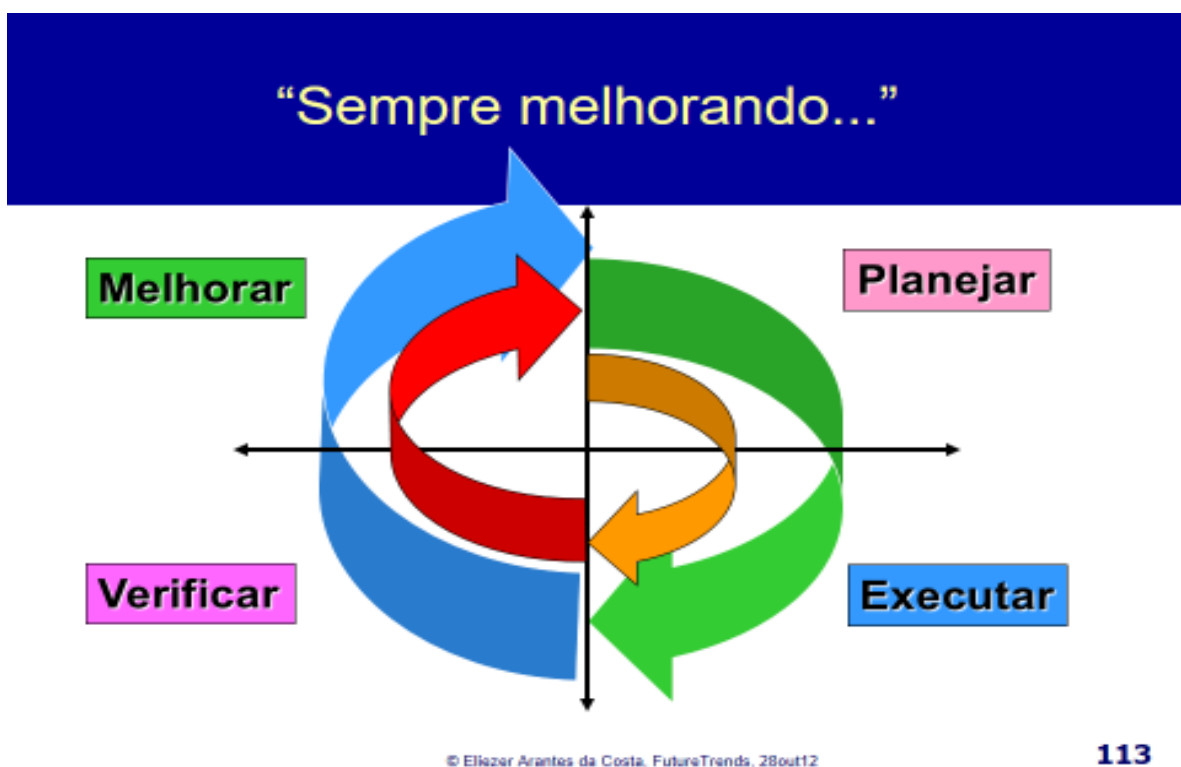 “Sempre melhorando...”
Melhorar
Planejar
Verificar
Executar
© Eliezer Arantes da Costa. FutureTrends. 28out12
113